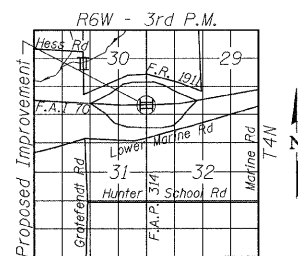 R6W - 3rd P.M.
Hess Rd
30
29
F.R. 1911
F.A.I 70
Lower Marine Rd
31
32
Hunter School Rd
Proposed Improvement
Gratefendt Rd
F.A.P. 314
Marine Rd
T4N
N